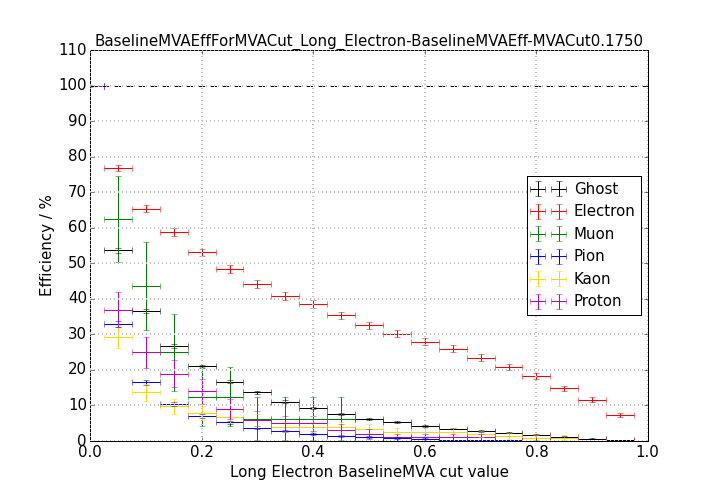 BaselineMVAEffForMVACut_Long_Electron-BaselineMVAEff-MVACut0.1750
110
100
90
80
70
60
50
40
30
20
10
0
Efficiency / %
Ghost
Electron
Muon
Pion
Kaon
Proton
0.0 0.2 0.4 0.6 0.8 1.0
Long Electron BaselineMVA cut value